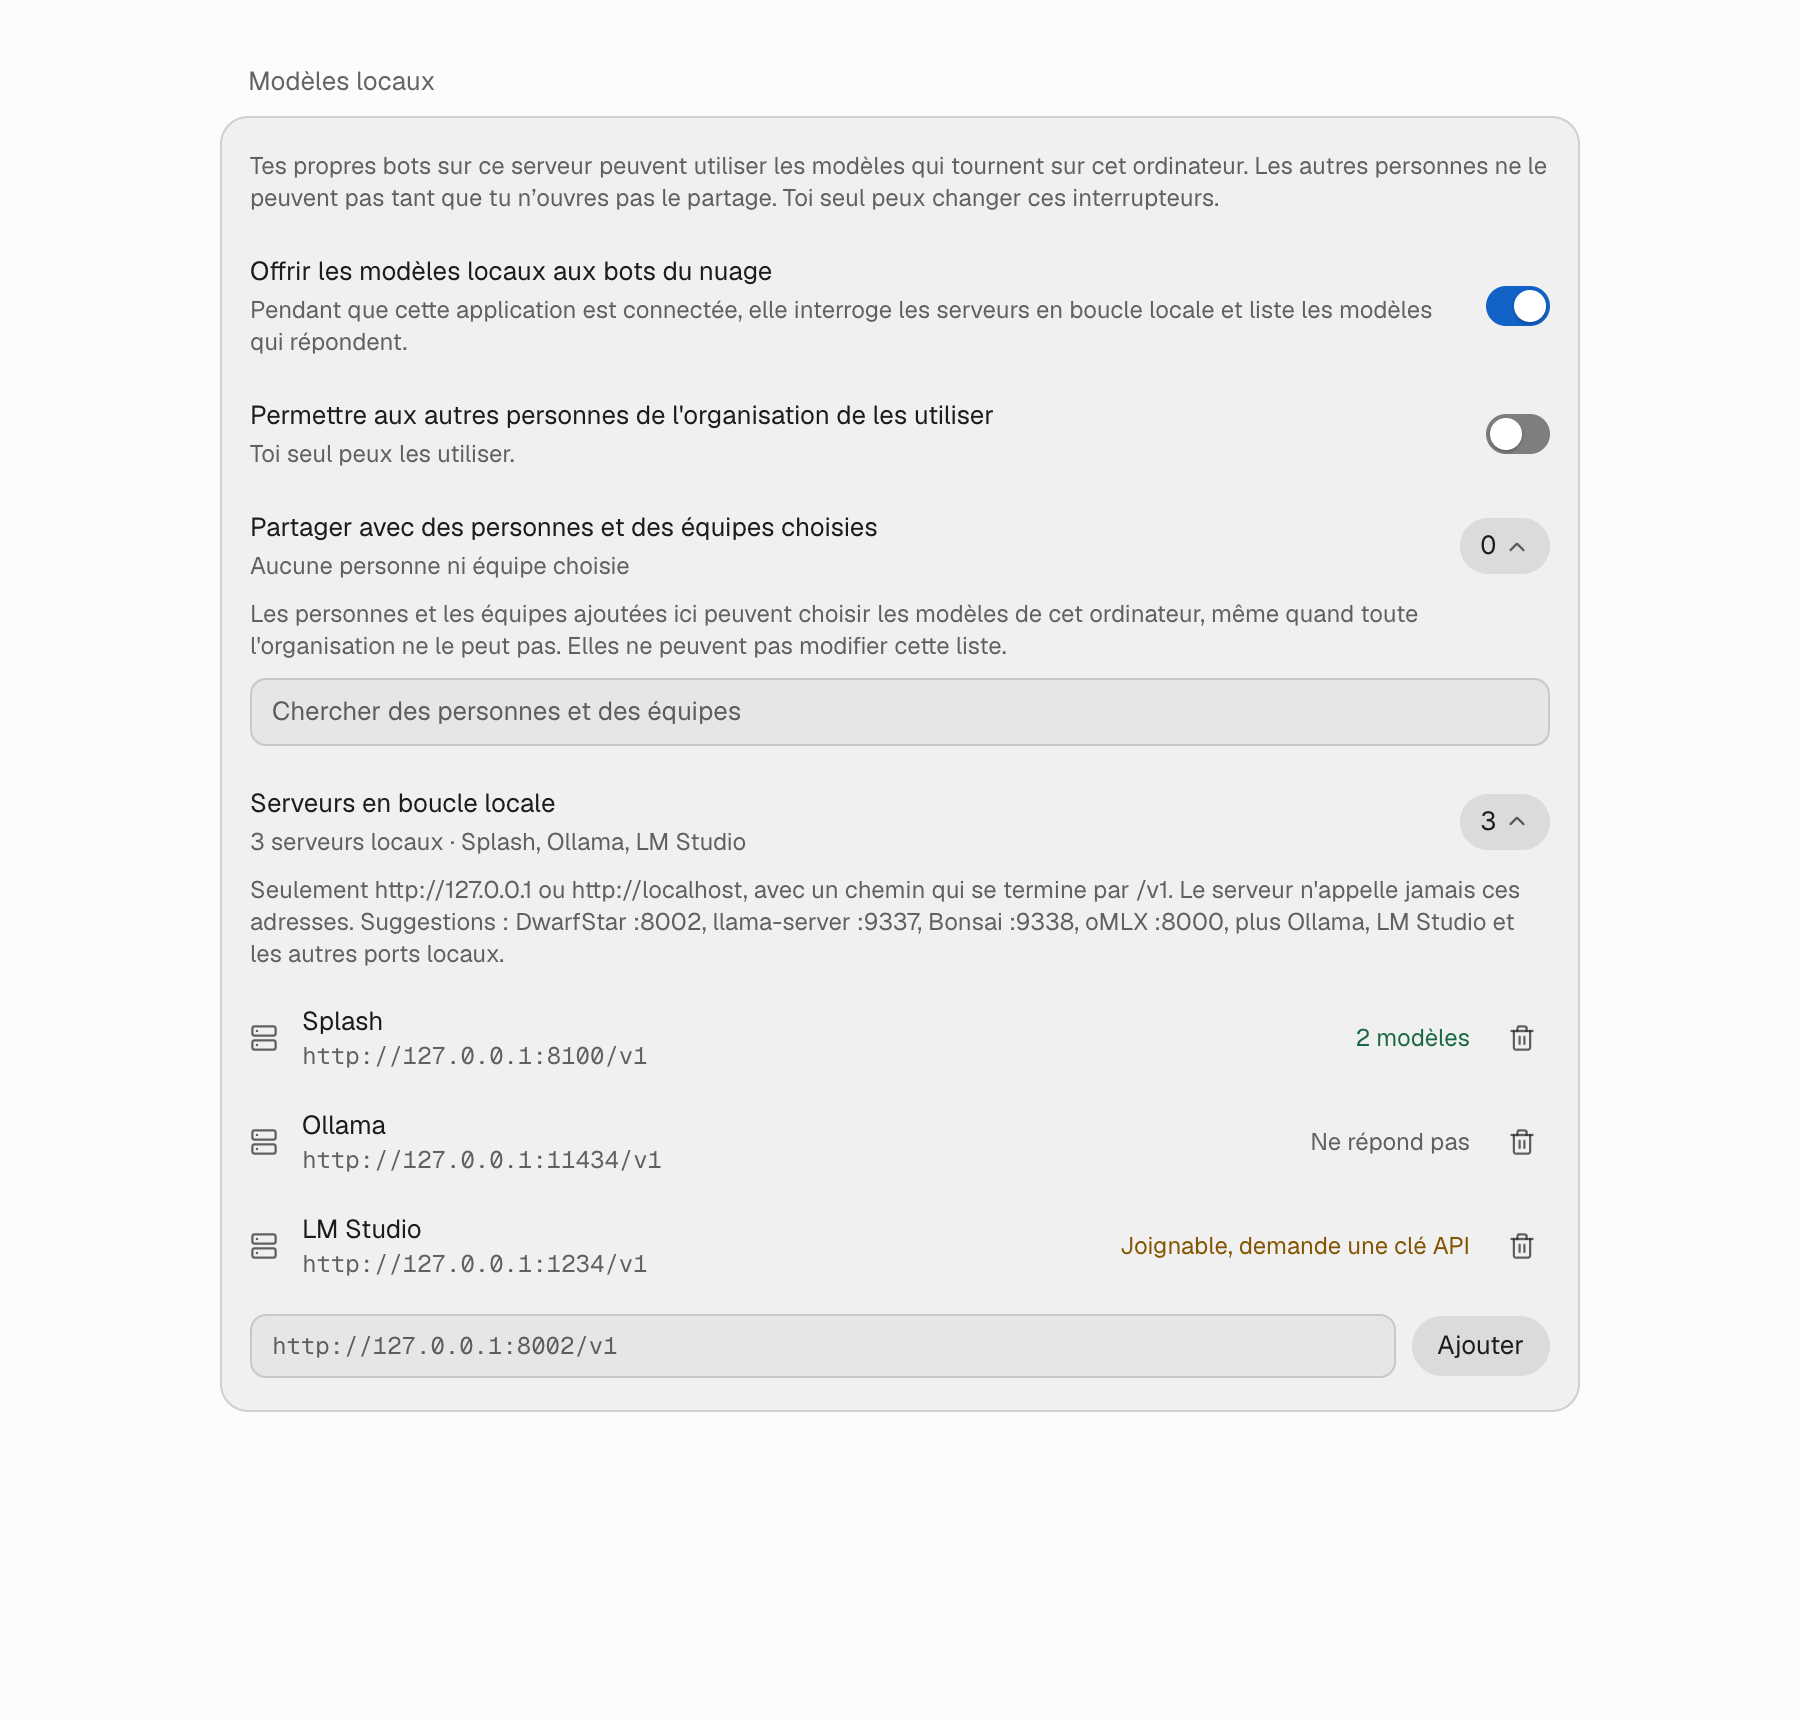 Modèles locaux
Tes propres bots sur ce serveur peuvent utiliser les modèles qui tournent sur cet ordinateur. Les autres personnes ne le
peuvent pas tant que tu n’ouvres pas le partage. Toi seul peux changer ces interrupteurs.
Offrir les modèles locaux aux bots du nuage
Pendant que cette application est connectée, elle interroge les serveurs en boucle locale et liste les modèles
qui répondent.
Permettre aux autres personnes de l'organisation de les utiliser
Toi seul peux les utiliser.
Partager avec des personnes et des équipes choisies
0
Aucune personne ni équipe choisie
Les personnes et les équipes ajoutées ici peuvent choisir les modèles de cet ordinateur, même quand toute
l'organisation ne le peut pas. Elles ne peuvent pas modifier cette liste.
Chercher des personnes et des équipes
Serveurs en boucle locale
3
3 serveurs locaux · Splash, Ollama, LM Studio
Seulement http://127.0.0.1 ou http://localhost, avec un chemin qui se termine par /v1. Le serveur n'appelle jamais ces
adresses. Suggestions : DwarfStar :8002, llama-server :9337, Bonsai :9338, oMLX :8000, plus Ollama, LM Studio et
les autres ports locaux.
Splash
http://127.0.0.1:8100/v1
2 modèles
Ollama
http://127.0.0.1:11434/v1
Ne répond pas
LM Studio
http://127.0.0.1:1234/v1
Joignable, demande une clé API
http://127.0.0.1:8002/v1
Ajouter